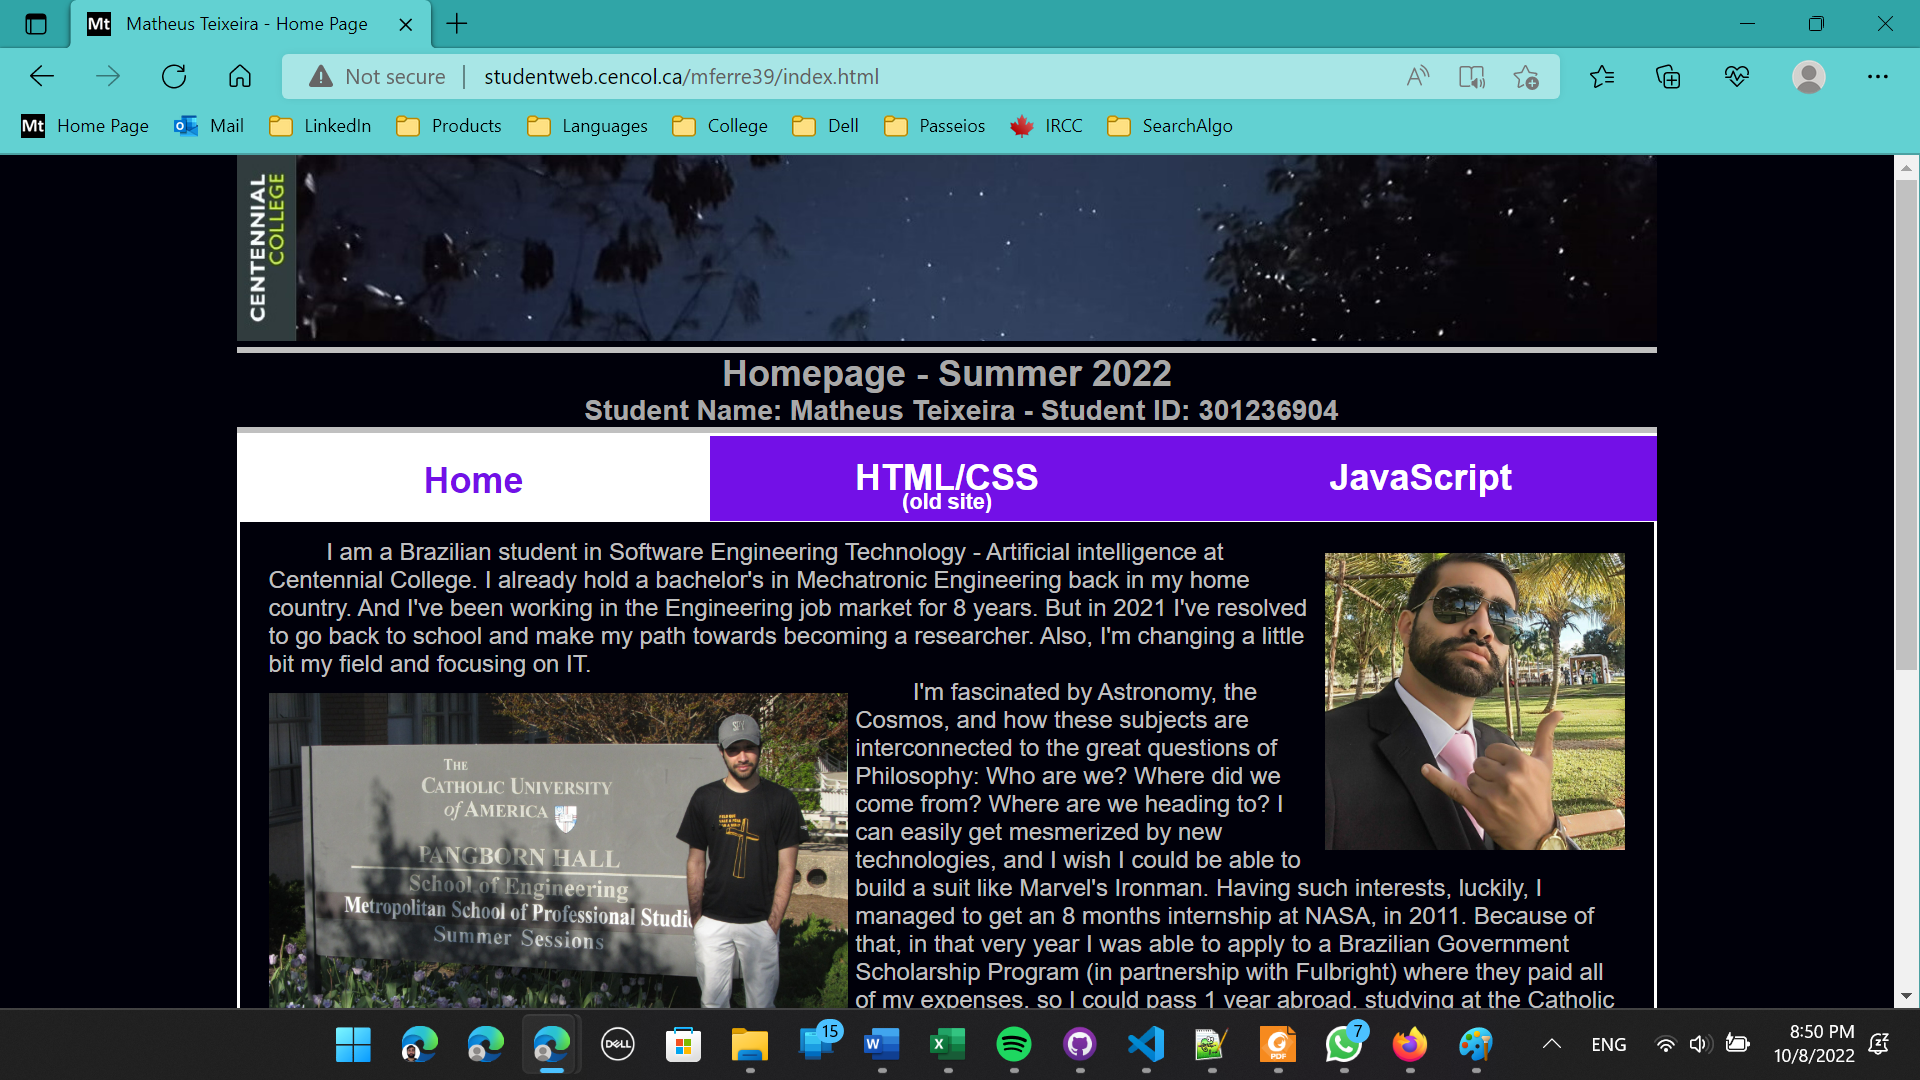 Mt Matheus Teixeira - Home Page
Not secure studentweb.cencol.ca/mferre39/index.html
Mt Home Page Mail LinkedIn Products Languages College Dell Passeios IRCC SearchAlgo
CENTENNIAL
COLLEGE
Homepage - Summer 2022
Student Name: Matheus Teixeira - Student ID: 301236904
Home HTML/CSS JavaScript
(old site)
I am a Brazilian student in Software Engineering Technology - Artificial intelligence at
Centennial College. I already hold a bachelor's in Mechatronic Engineering back in my home
country. And I've been working in the Engineering job market for 8 years. But in 2021 I've resolved
to go back to school and make my path towards becoming a researcher. Also, I'm changing a little
bit my field and focusing on IT.
THE
CATHOLIC UNIVERSITY
of AMERICA
PANGBORN HALL
School of Engineering
Metropolitan School of Professional Studi
Summer Sessions
I'm fascinated by Astronomy, the
Cosmos, and how these subjects are
interconnected to the great questions of
Philosophy: Who are we? Where did we
come from? Where are we heading to? I
can easily get mesmerized by new
technologies, and I wish I could be able to
build a suit like Marvel's Ironman. Having such interests, luckily, I
managed to get an 8 months internship at NASA, in 2011. Because of
that, in that very year I was able to apply to a Brazilian Government
Scholarship Program (in partnership with Fulbright) where they paid all
of my expenses, so I could pass 1 year abroad, studying at the Catholic
DELL 15 W X PDF 7 ENG 8:50 PM
10/8/2022